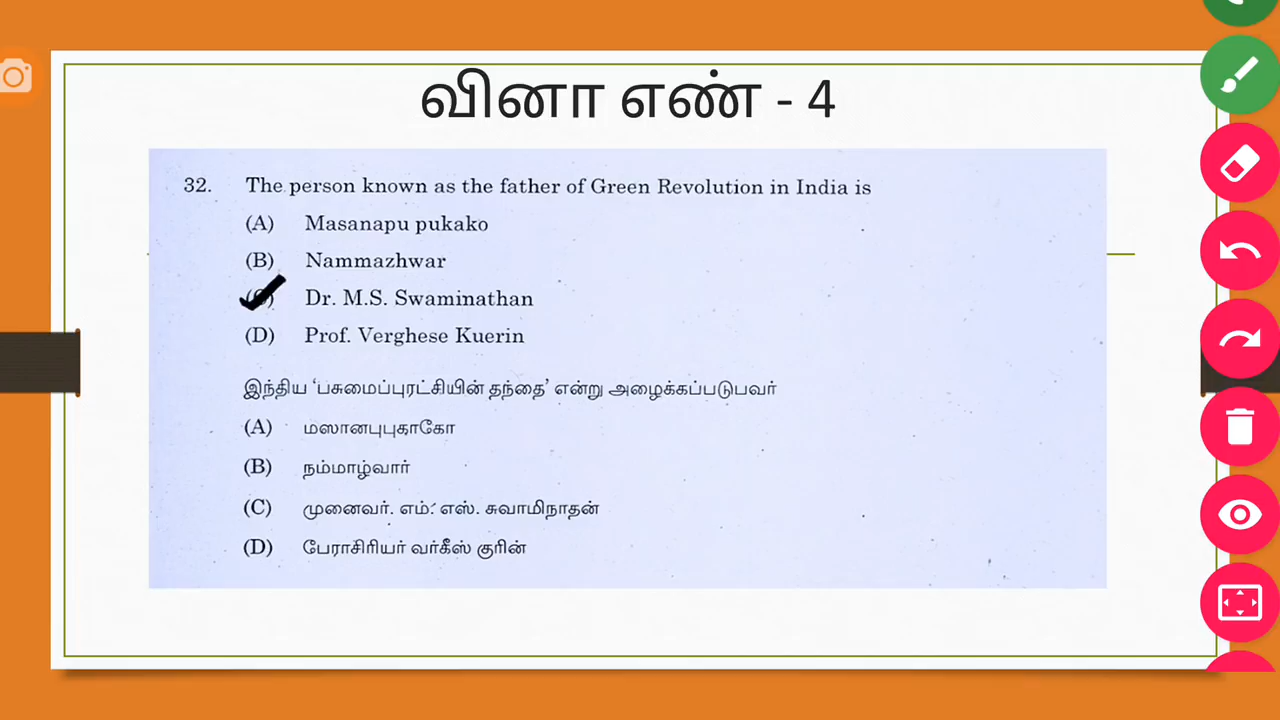 வினா எண் - 4
32. The person known as the father of Green Revolution in India is
(A) Masanapu pukako
(B) Nammazhwar
(C) Dr. M.S. Swaminathan
(D) Prof. Verghese Kuerin
இந்திய ‘பசுமைப்புரட்சியின் தந்தை’ என்று அழைக்கப்படுபவர்
(A) மஸானபுபுகாகோ
(B) நம்மாழ்வார்
(C) முனைவர். எம். எஸ். சுவாமிநாதன்
(D) பேராசிரியர் வர்கீஸ் குரின்